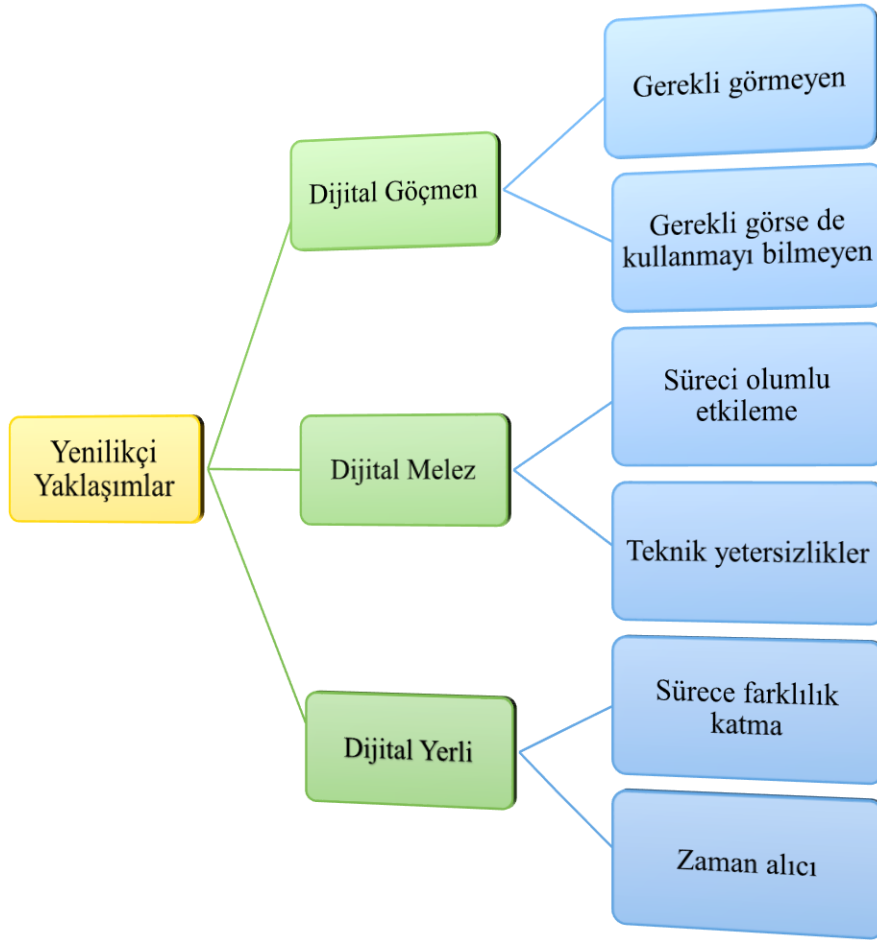 Yenilikçi
Yaklaşımlar
Dijital Göçmen
Gerekli görmeyen
Gerekli görse de
kullanmayı bilmeyen
Dijital Melez
Süreci olumlu
etkileme
Teknik yetersizlikler
Dijital Yerli
Sürece farklılık
katma
Zaman alıcı